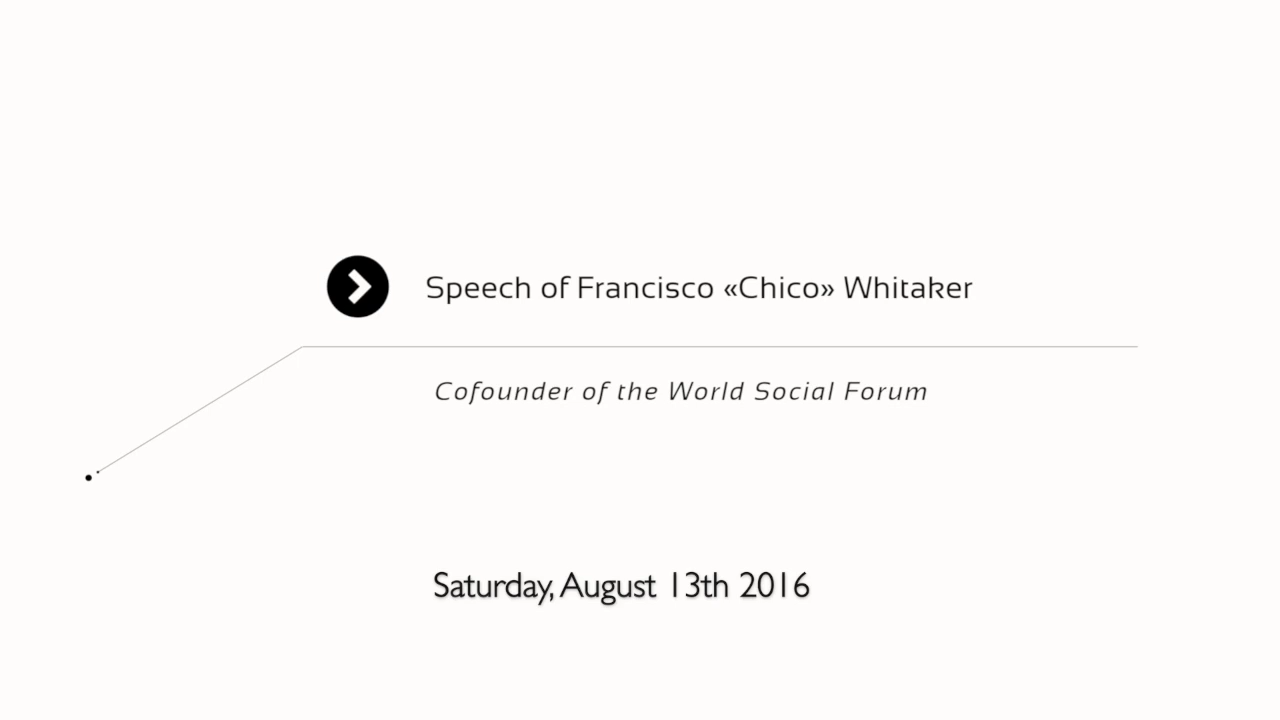 Speech of Francisco «Chico» Whitaker
Cofounder of the World Social Forum
Saturday, August 13th 2016